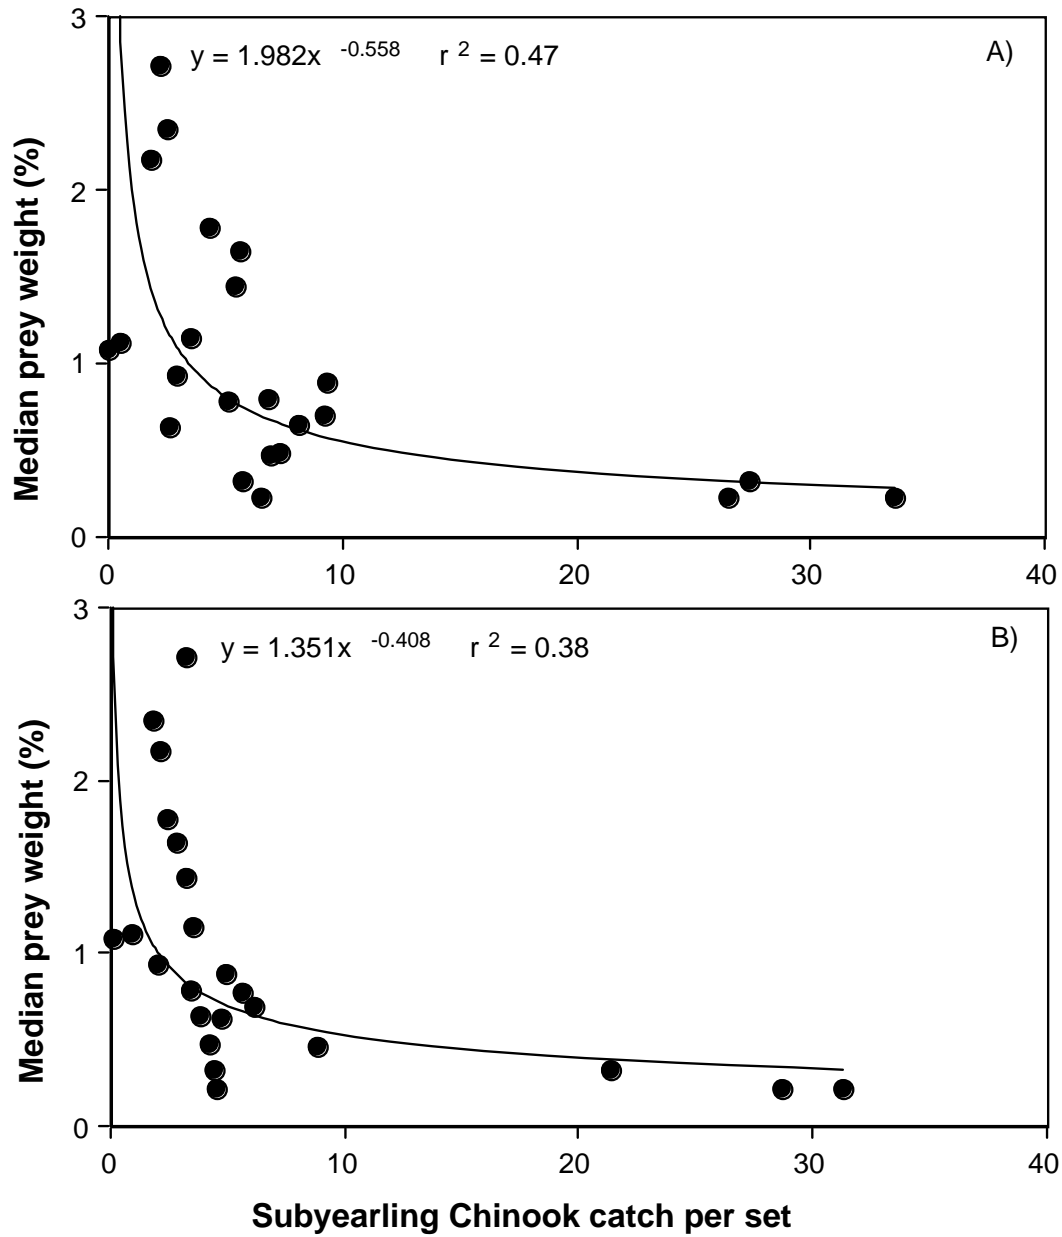 3
y = 1.982x -0.558 r 2 = 0.47
A)
Median prey weight (%)
2
1
0
0 10 20 30 40
3
y = 1.351x -0.408 r 2 = 0.38
B)
Median prey weight (%)
2
1
0
0 10 20 30 40
Subyearling Chinook catch per set